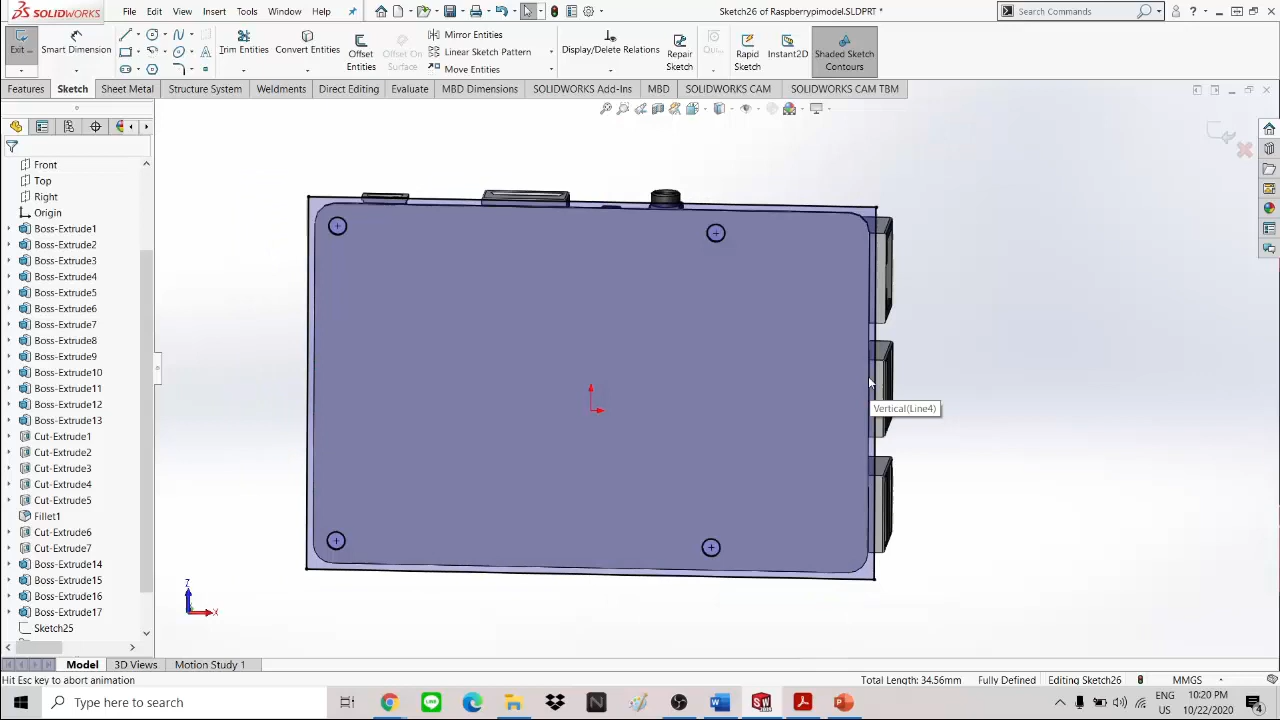 SOLIDWORKS
File Edit View Insert Tools Window Sketch26 of Raspberrypimodel.SLDPRT * Search Commands
Exit... Smart Dimension Trim Entities Convert Entities Offset Entities Offset On Surface Mirror Entities Linear Sketch Pattern Move Entities Display/Delete Relations Repair Sketch Qui... Rapid Sketch Instant2D Shaded Sketch Contours
Features Sketch Sheet Metal Structure System Weldments Direct Editing Evaluate MBD Dimensions SOLIDWORKS Add-Ins MBD SOLIDWORKS CAM SOLIDWORKS CAM TBM
Front
Top
Right
Origin
Boss-Extrude1
Boss-Extrude2
Boss-Extrude3
Boss-Extrude4
Boss-Extrude5
Boss-Extrude6
Boss-Extrude7
Boss-Extrude8
Boss-Extrude9
Boss-Extrude10
Boss-Extrude11
Boss-Extrude12
Boss-Extrude13
Cut-Extrude1
Cut-Extrude2
Cut-Extrude3
Cut-Extrude4
Cut-Extrude5
Fillet1
Cut-Extrude6
Cut-Extrude7
Boss-Extrude14
Boss-Extrude15
Boss-Extrude16
Boss-Extrude17
Sketch25
Vertical(Line4)
Z
X
Model 3D Views Motion Study 1
Hit Esc key to abort animation Total Length: 34.56mm Fully Defined Editing Sketch26 MMGS
Type here to search
ENG 10:20 PM
US 10/22/2020